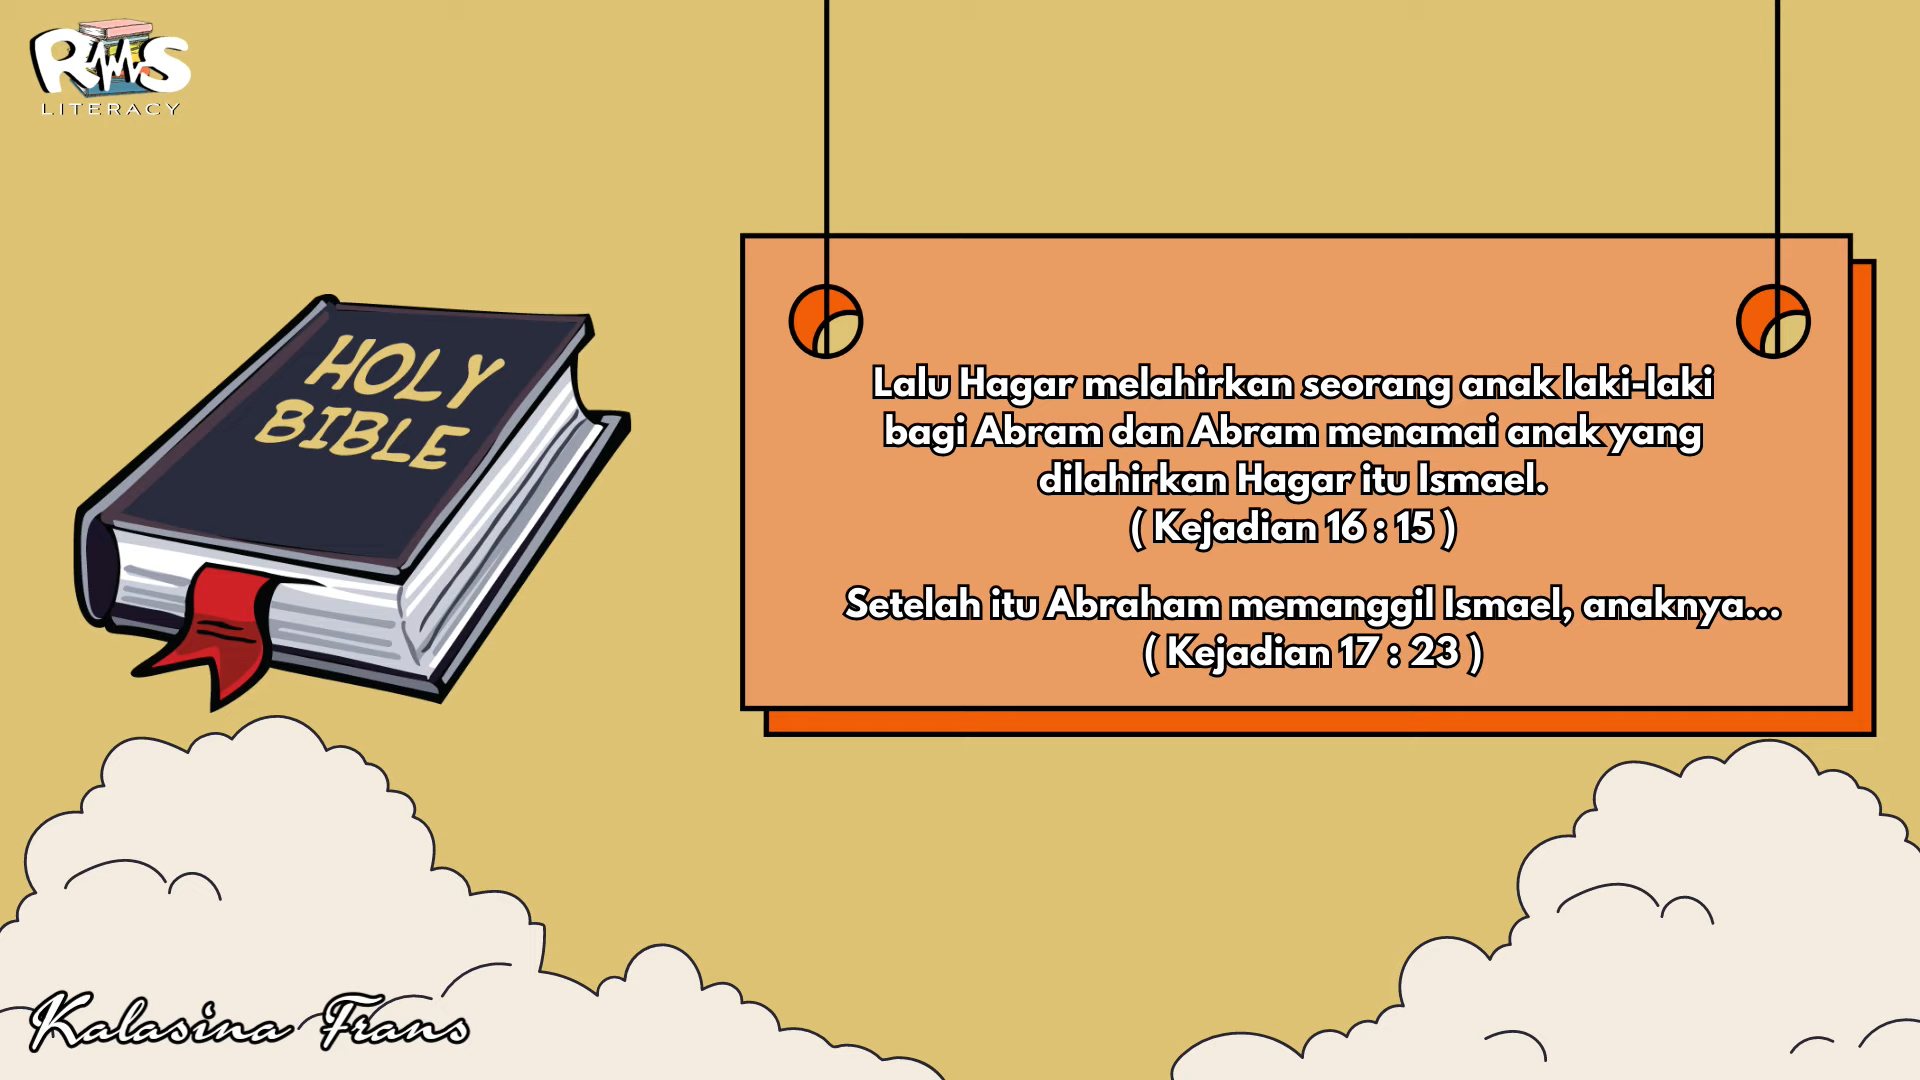 RMS
LITERACY
HOLY
BIBLE
Lalu Hagar melahirkan seorang anak laki-laki
bagi Abram dan Abram menamai anak yang
dilahirkan Hagar itu Ismael.
( Kejadian 16 : 15 )
Setelah itu Abraham memanggil Ismael, anaknya...
( Kejadian 17 : 23 )
Kalasina Frans